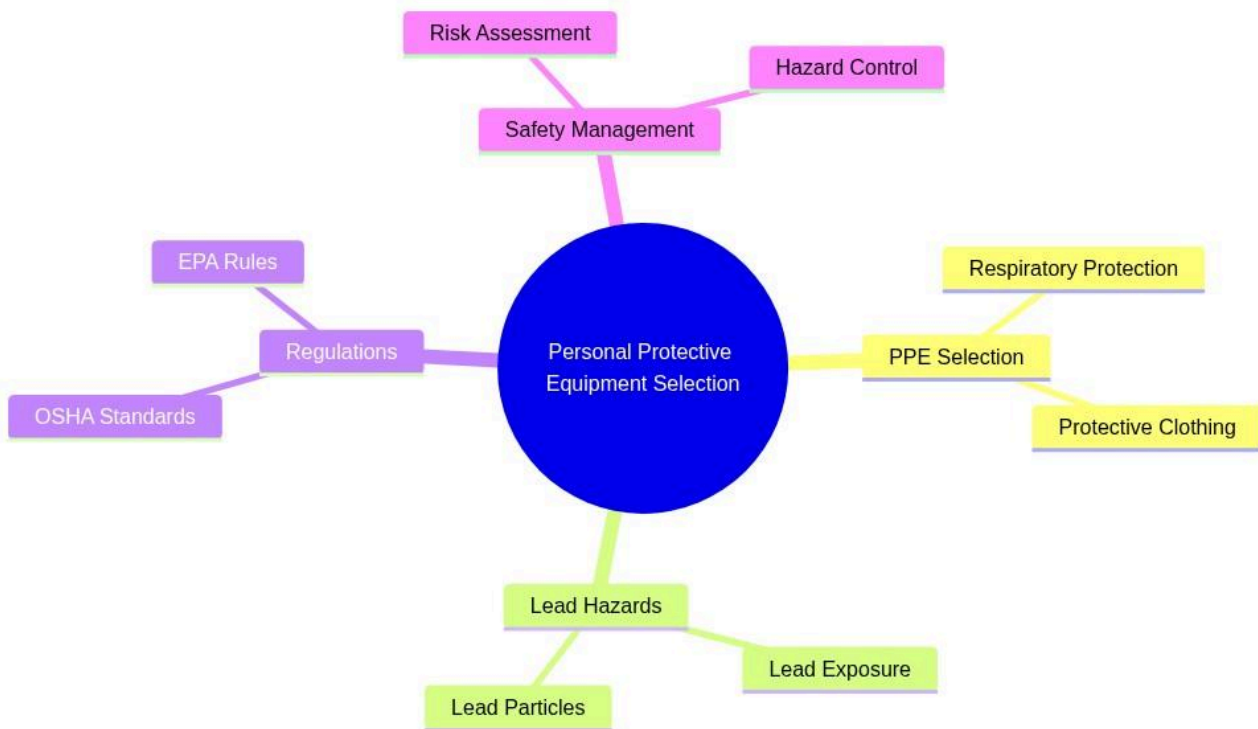 Risk Assessment
Hazard Control
Safety Management
EPA Rules
Respiratory Protection
Regulations
Personal Protective
Equipment Selection
PPE Selection
OSHA Standards
Protective Clothing
Lead Hazards
Lead Exposure
Lead Particles